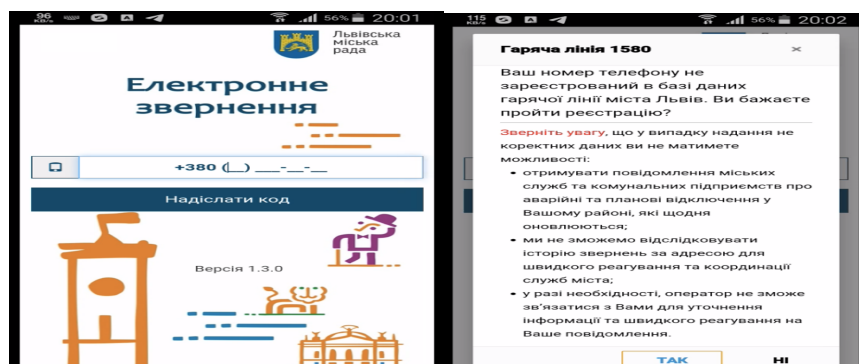 96
KB/s
56% 20:01
Львівська
міська
рада
Електронне
звернення
+380 (__) ___-__-__
Надіслати код
Версія 1.3.0
115
KB/s
56% 20:02
Гаряча лінія 1580
×
Ваш номер телефону не
зареєстрований в базі даних
гарячої лінії міста Львів. Ви бажаєте
пройти реєстрацію?
Зверніть увагу, що у випадку надання не
коректних даних ви не матимете
можливості:
• отримувати повідомлення міських
служб та комунальних підприємств про
аварійні та планові відключення у
Вашому районі, які щодня
оновлюються;
• ми не зможемо відслідковувати
історію звернень за адресою для
швидкого реагування та координації
служб міста;
• у разі необхідності, оператор не зможе
зв'язатися з Вами для уточнення
інформації та швидкого реагування на
Ваше повідомлення.
ТАК
НІ